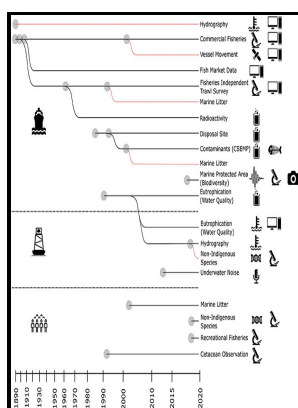 Hydrography
Commercial Fisheries
Vessel Movement
Fish Market Data
Fisheries Independent
Trawl Survey
Marine Litter
Radioactivity
Disposal Site
Contaminants (CSEMP)
Marine Litter
Marine Protected Area
(Biodiversity)
Eutrophication
(Water Quality)
Eutrophication
(Water Quality)
Hydrography
Non-Indigenous
Species
Underwater Noise
Marine Litter
Non-Indigenous
Species
Recreational Fisheries
Cetacean Observation
1890
1910
1930
1950
1960
1970
1980
1990
2000
2010
2015
2020